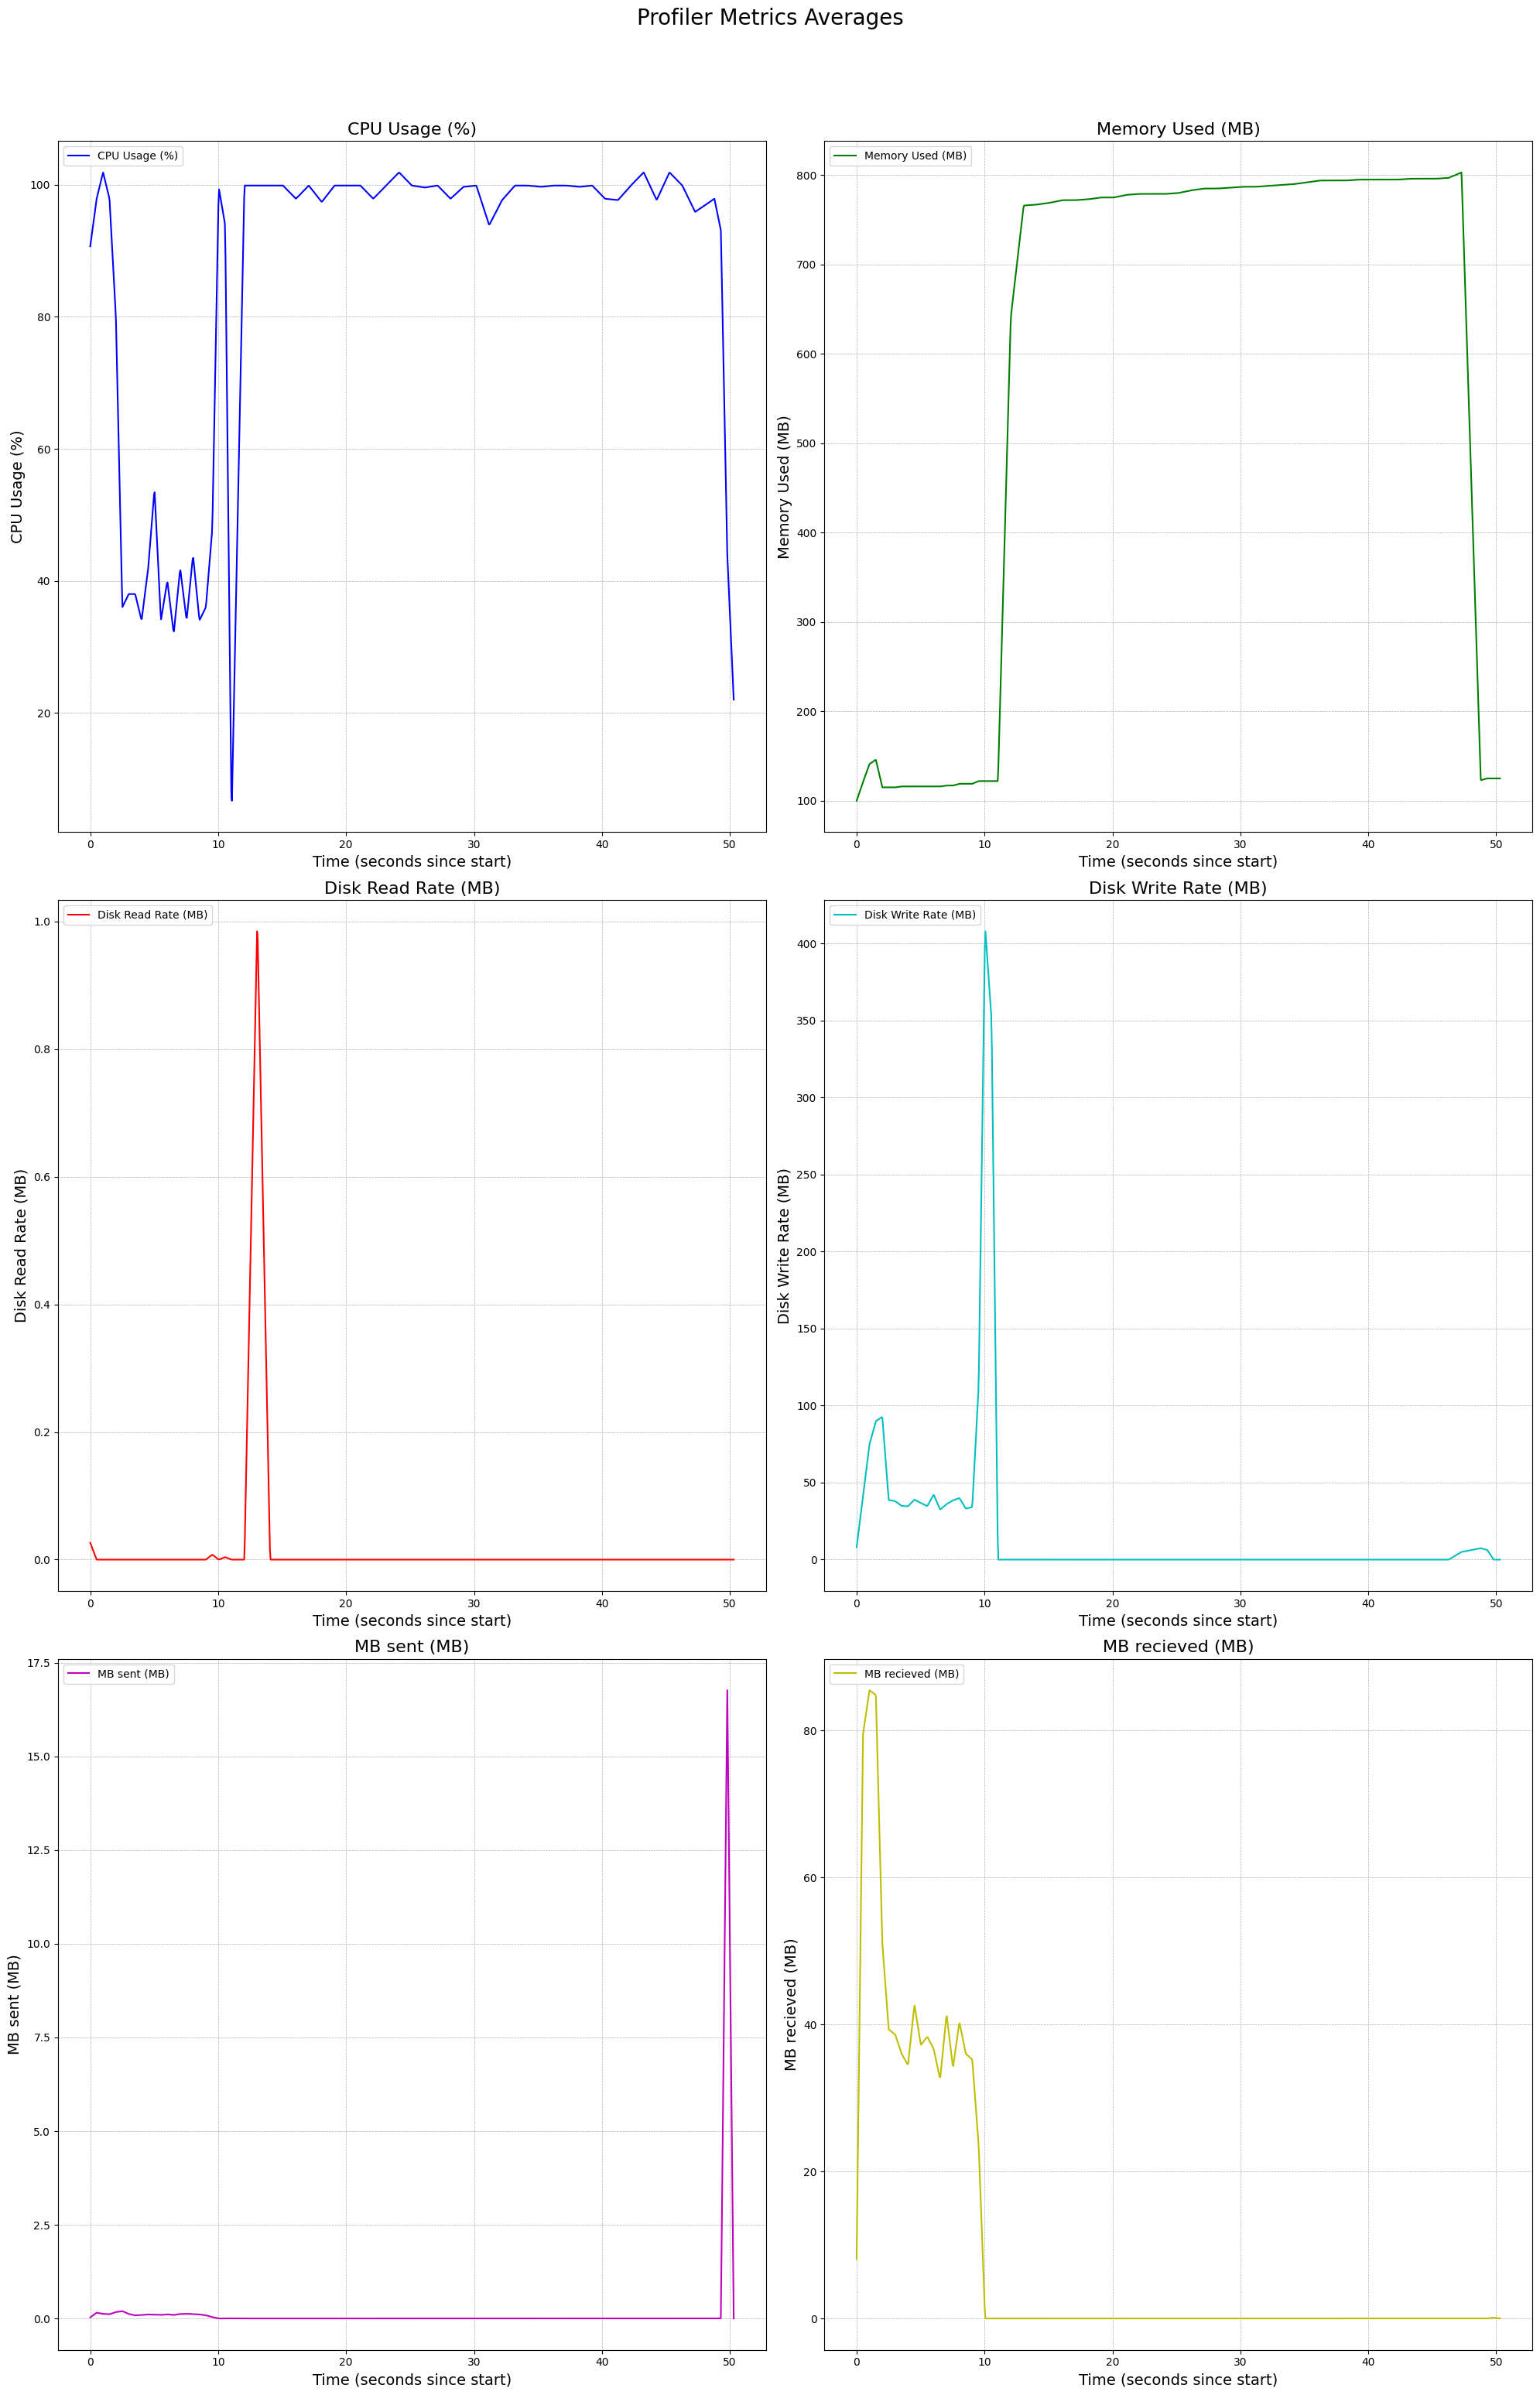 Profiler Metrics Averages
CPU Usage (%)
CPU Usage (%)
CPU Usage (%)
100
80
60
40
20
0 10 20 30 40 50
Time (seconds since start)
Memory Used (MB)
Memory Used (MB)
Memory Used (MB)
800
700
600
500
400
300
200
100
0 10 20 30 40 50
Time (seconds since start)
Disk Read Rate (MB)
Disk Read Rate (MB)
Disk Read Rate (MB)
1.0
0.8
0.6
0.4
0.2
0.0
0 10 20 30 40 50
Time (seconds since start)
Disk Write Rate (MB)
Disk Write Rate (MB)
Disk Write Rate (MB)
400
350
300
250
200
150
100
50
0
0 10 20 30 40 50
Time (seconds since start)
MB sent (MB)
MB sent (MB)
MB sent (MB)
17.5
15.0
12.5
10.0
7.5
5.0
2.5
0.0
0 10 20 30 40 50
Time (seconds since start)
MB recieved (MB)
MB recieved (MB)
MB recieved (MB)
80
60
40
20
0
0 10 20 30 40 50
Time (seconds since start)